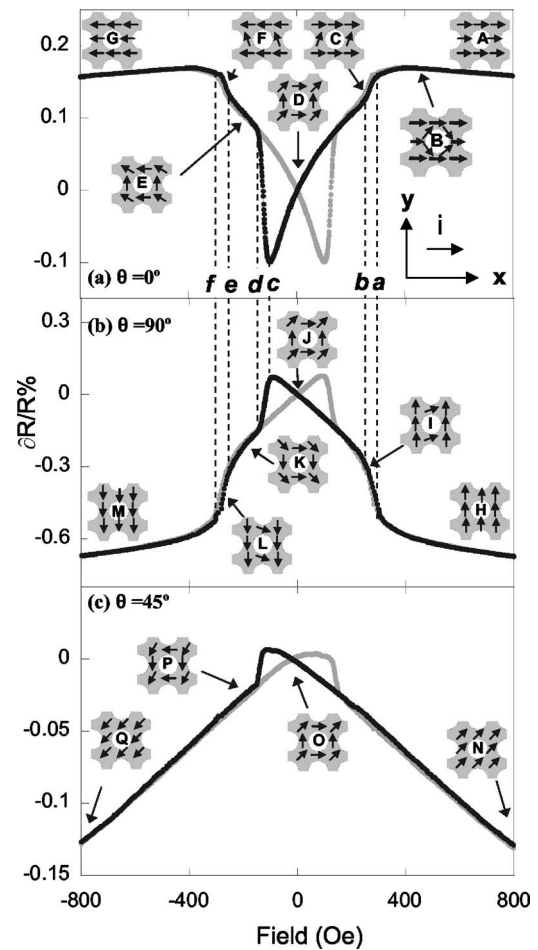 0.2
0.1
0
-0.1
G
F
C
A
D
E
B
y
i
x
(a) θ=0º
f e d c b a
(b) θ=90º
0.3
0
-0.3
-0.6
∂R/R%
J
I
K
M
L
H
(c) θ=45º
0
-0.05
-0.1
-0.15
P
Q
O
N
-800 -400 0 400 800
Field (Oe)